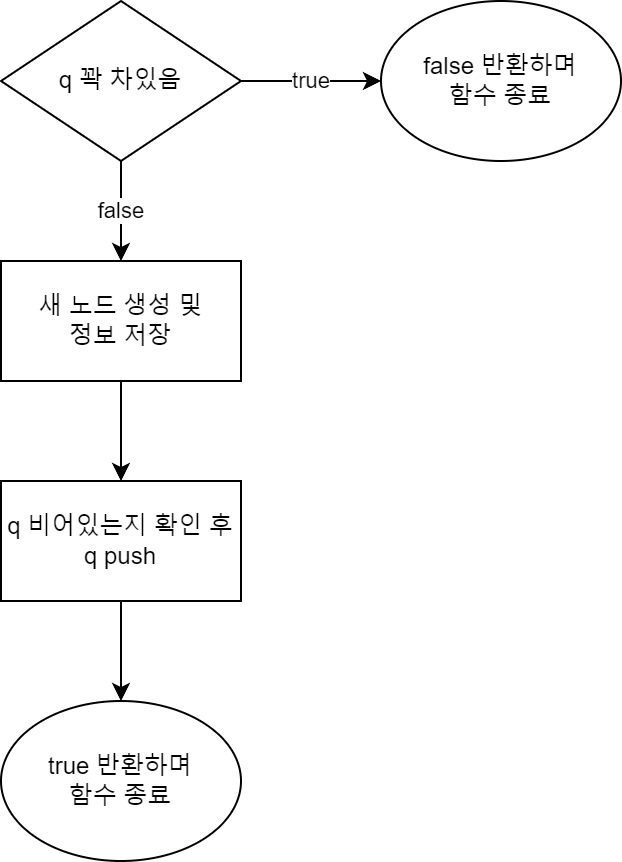 q 꽉 차있음
true
false 반환하며
함수 종료
false
새 노드 생성 및
정보 저장
q 비어있는지 확인 후
q push
true 반환하며
함수 종료